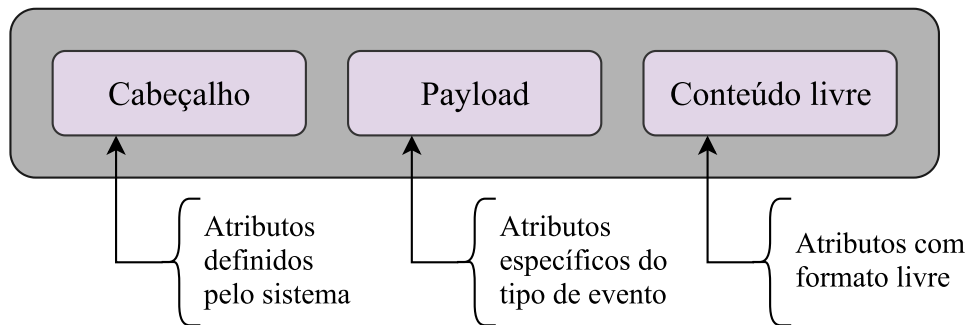 Cabeçalho
Payload
Conteúdo livre
Atributos
definidos
pelo sistema
Atributos
específicos do
tipo de evento
Atributos com
formato livre